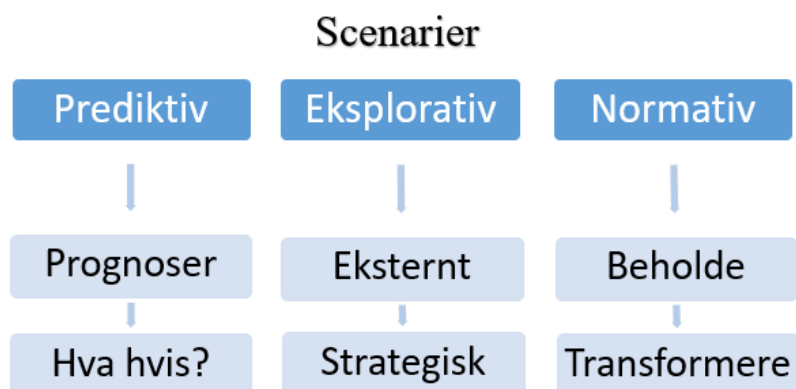 Scenarier
Prediktiv
Eksplorativ
Normativ
Prognoser
Eksternt
Beholde
Hva hvis?
Strategisk
Transformere